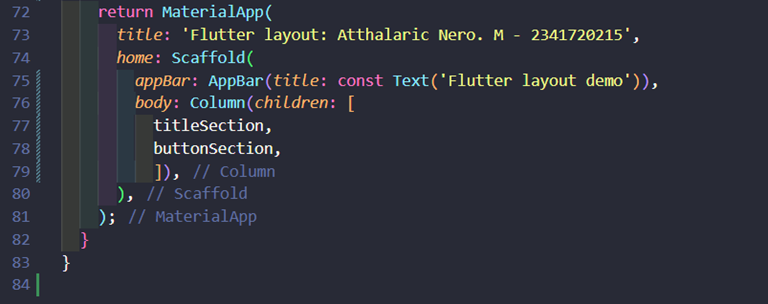 72 return MaterialApp(
73 title: 'Flutter layout: Atthalaric Nero. M - 2341720215',
74 home: Scaffold(
75 appBar: AppBar(title: const Text('Flutter layout demo')),
76 body: Column(children: [
77 titleSection,
78 buttonSection,
79 ]), // Column
80 ), // Scaffold
81 ); // MaterialApp
82 }
83 }
84